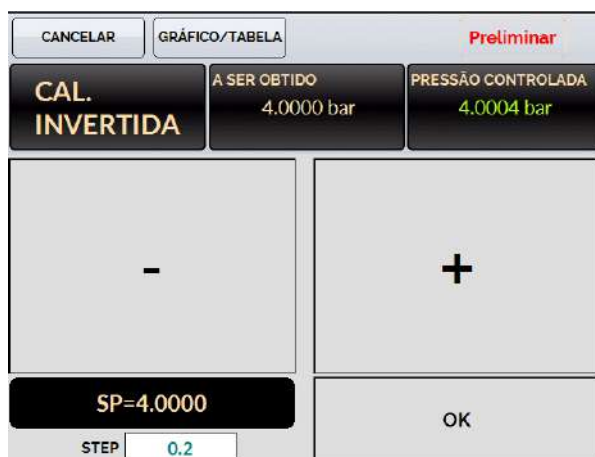 CANCELAR
GRÁFICO/TABELA
Preliminar
CAL.
INVERTIDA
A SER OBTIDO
4.0000 bar
PRESSÃO CONTROLADA
4.0004 bar
-
+
SP=4.0000
OK
STEP
0.2